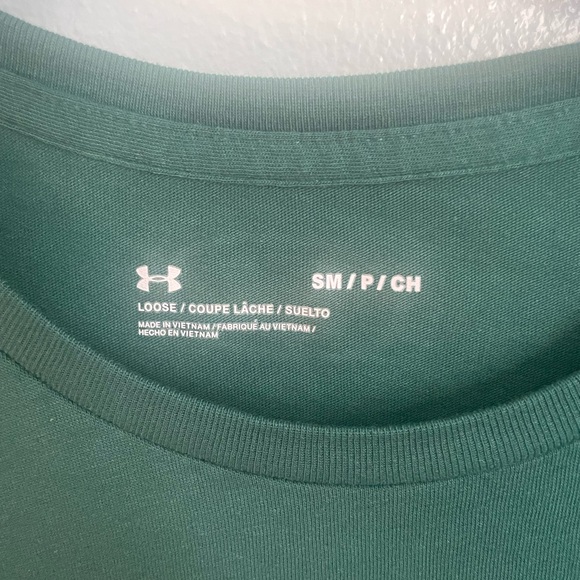 SM / P / CH
LOOSE / COUPE LÂCHE / SUELTO
MADE IN VIETNAM / FABRIQUÉ AU VIETNAM /
HECHO EN VIETNAM